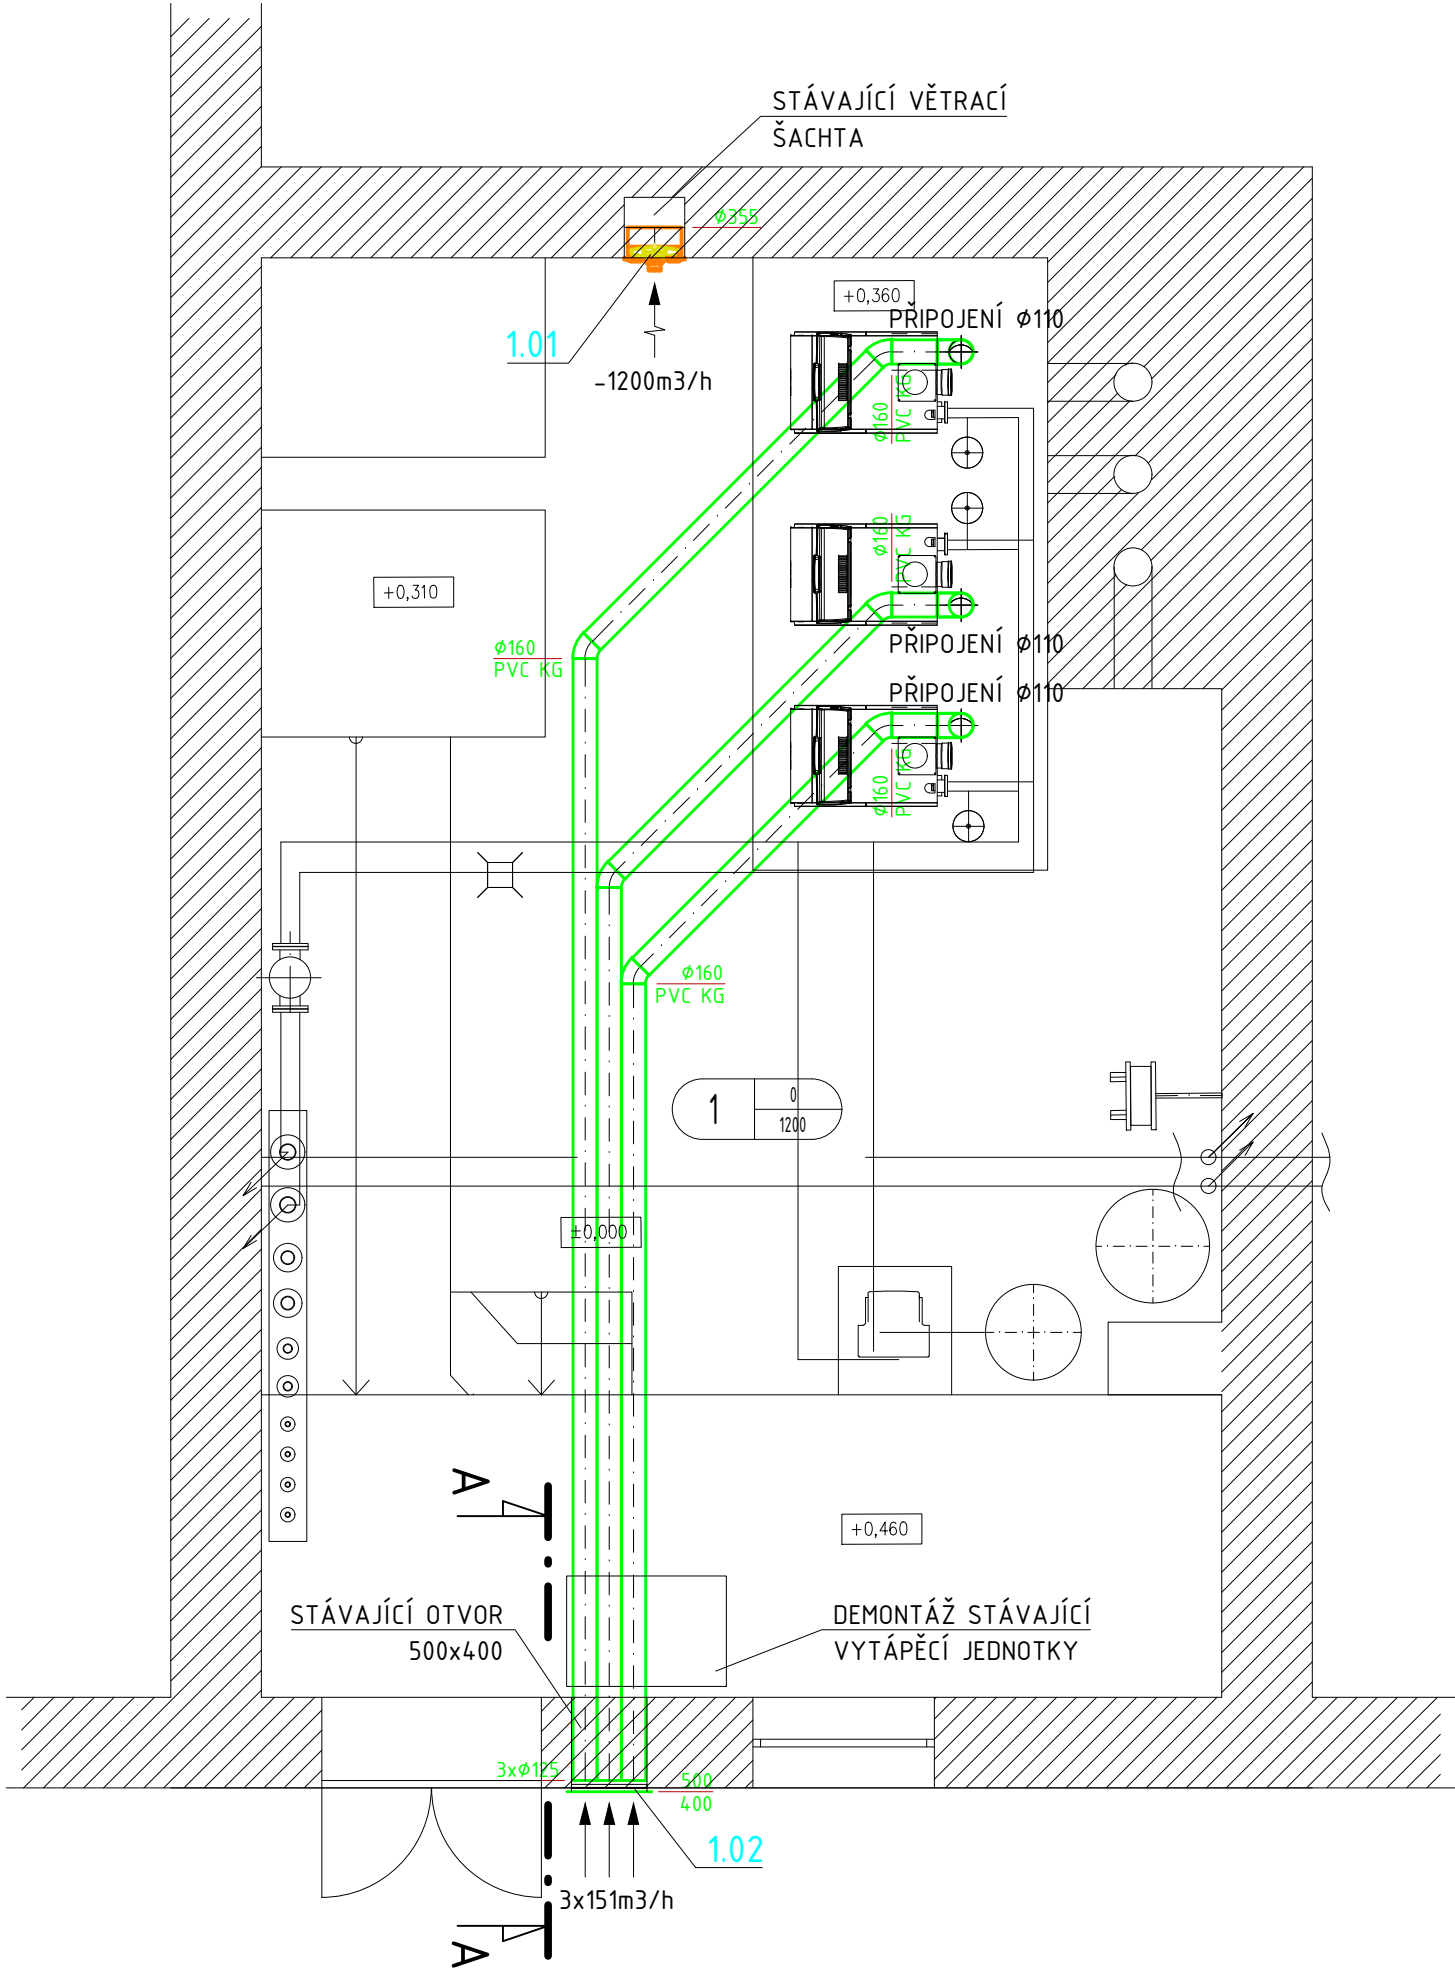 STÁVAJÍCÍ VĚTRACÍ
ŠACHTA
Ø355
+0,360
PŘIPOJENÍ Ø110
1.01
-1200m3/h
Ø160
PVC KG
Ø160
PVC KG
+0,310
Ø160
PVC KG
PŘIPOJENÍ Ø110
PŘIPOJENÍ Ø110
Ø160
PVC KG
Ø160
PVC KG
1
0
1200
±0,000
A
+0,460
STÁVAJÍCÍ OTVOR
500x400
DEMONTÁŽ STÁVAJÍCÍ
VYTÁPĚCÍ JEDNOTKY
3xØ125
500
400
1.02
3x151m3/h
A